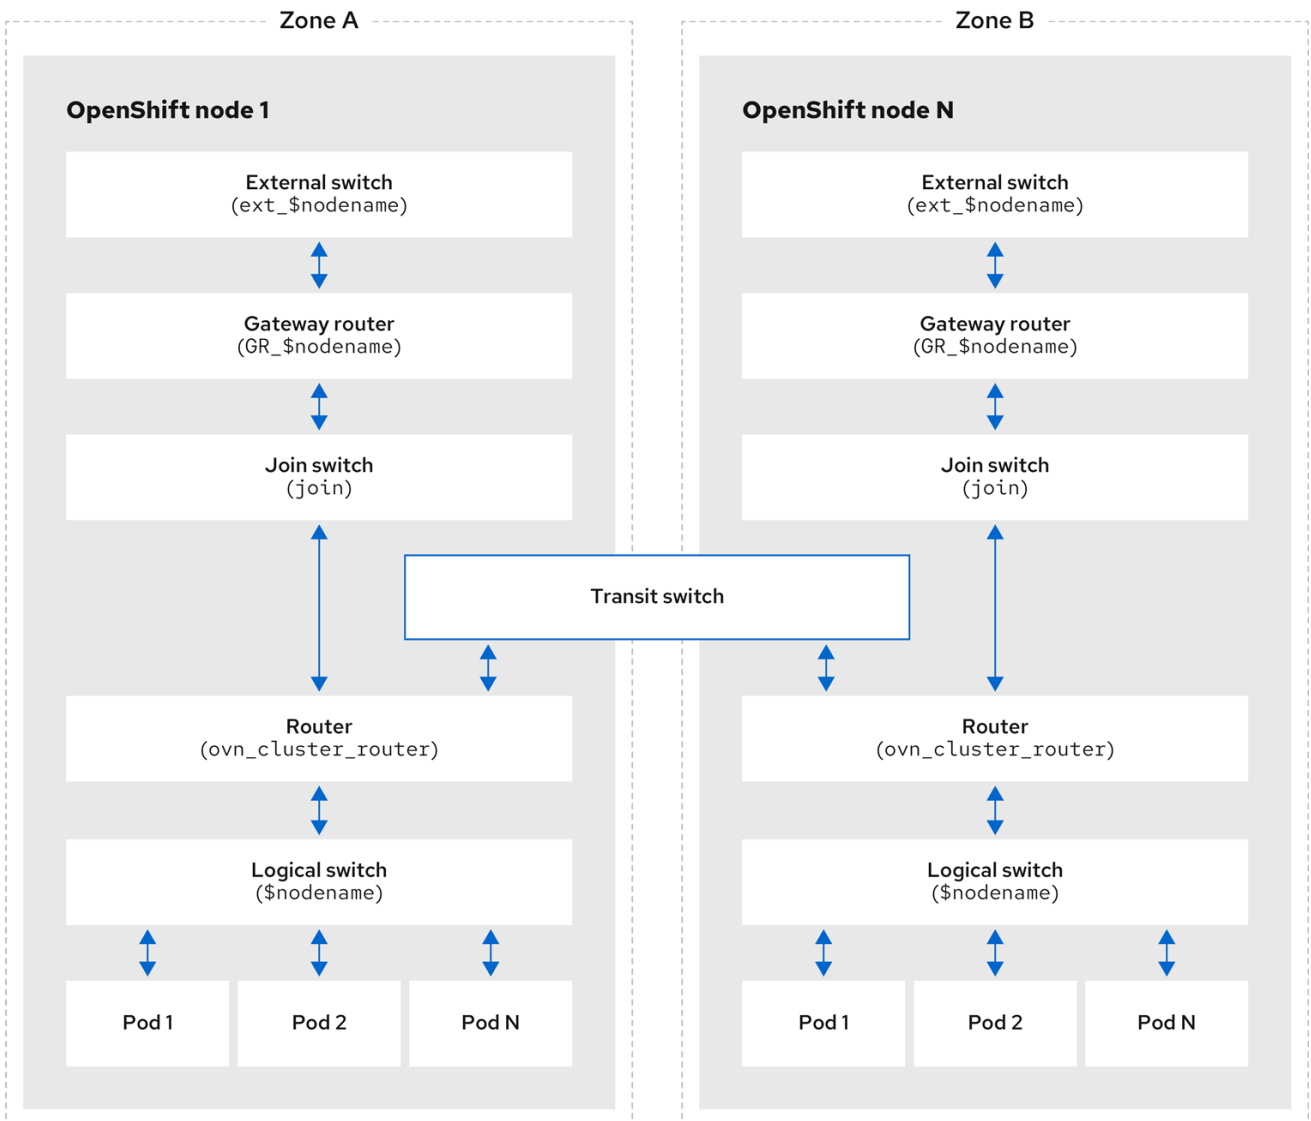 Zone A
OpenShift node 1
External switch
(ext_$nodename)
Gateway router
(GR_$nodename)
Join switch
(join)
Router
(ovn_cluster_router)
Logical switch
($nodename)
Pod 1
Pod 2
Pod N
Transit switch
Zone B
OpenShift node N
External switch
(ext_$nodename)
Gateway router
(GR_$nodename)
Join switch
(join)
Router
(ovn_cluster_router)
Logical switch
($nodename)
Pod 1
Pod 2
Pod N